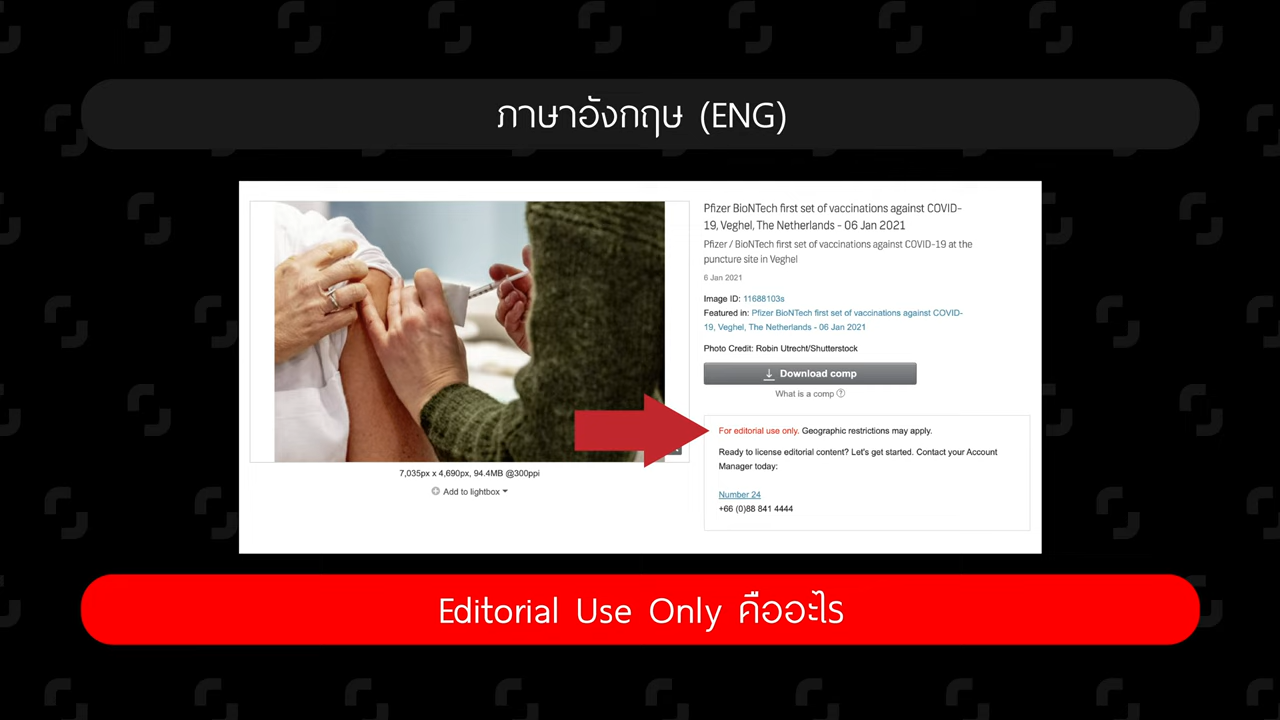 ภาษาอังกฤษ (ENG)
Pfizer BioNTech first set of vaccinations against COVID-
19, Veghel, The Netherlands - 06 Jan 2021
Pfizer / BioNTech first set of vaccinations against COVID-19 at the
puncture site in Veghel
6 Jan 2021
Image ID: 11688103s
Featured in: Pfizer BioNTech first set of vaccinations against COVID-
19, Veghel, The Netherlands - 06 Jan 2021
Photo Credit: Robin Utrecht/Shutterstock
Download comp
What is a comp ?
For editorial use only. Geographic restrictions may apply.
Ready to license editorial content? Let's get started. Contact your Account
Manager today:
Number 24
+66 (0)88 841 4444
7,035px x 4,690px, 94.4MB @300ppi
Add to lightbox
Editorial Use Only คืออะไร